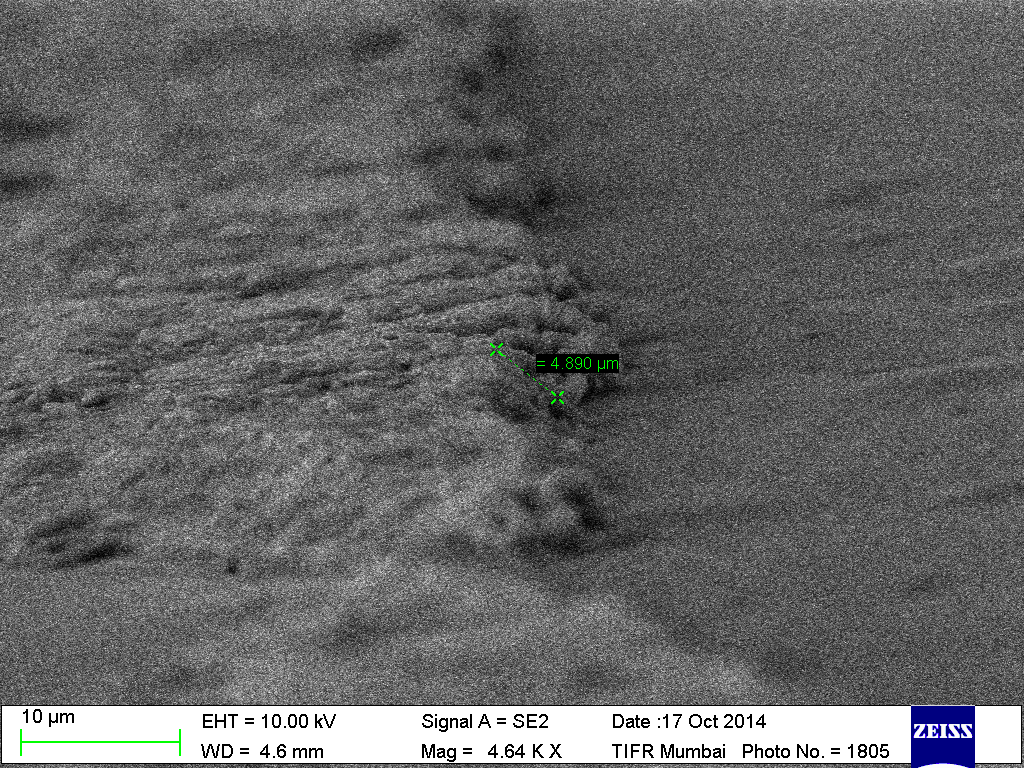 = 4.890 µm
10 µm
EHT = 10.00 kV
Signal A = SE2
Date :17 Oct 2014
WD = 4.6 mm
Mag = 4.64 K X
TIFR Mumbai Photo No. = 1805
ZEISS